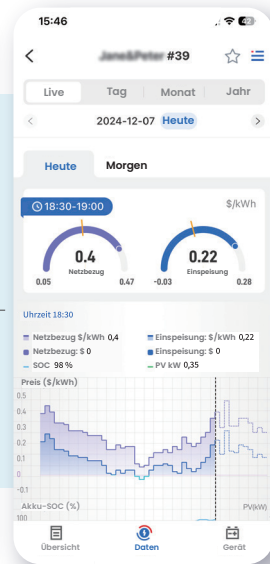 15:46
#39
Live Tag Monat Jahr
2024-12-07 Heute
Heute Morgen
18:30-19:00 $/kWh
0.4 0.22
Netzbezug Einspeisung
0.05 0.47 -0.03 0.28
Uhrzeit 18:30
Netzbezug $/kWh 0,4 Einspeisung: $/kWh 0,22
Netzbezug: $ 0 Einspeisung: $ 0
SOC 98 % PV kW 0,35
Preis ($/kWh)
0.5
0.4
0.3
0.2
0.1
0
-0.1
Akku-SOC (%) PV(kW)
100
Übersicht Daten Gerät